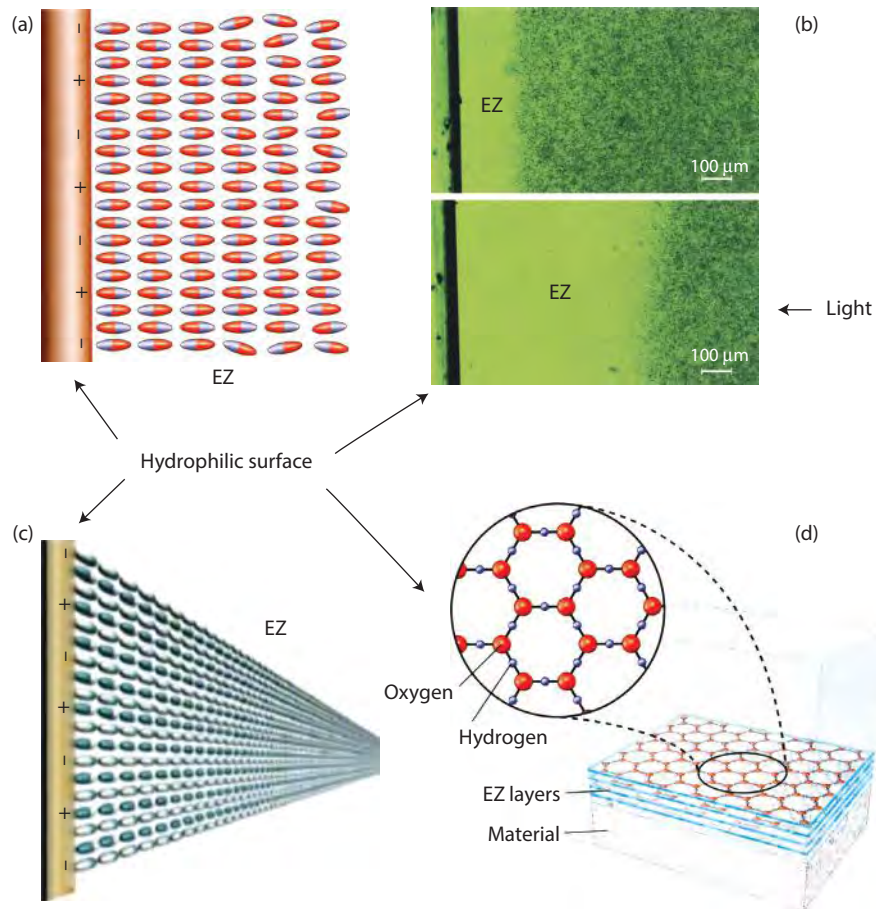 (a)
− + − + − + −
EZ
(b)
EZ
100 µm
EZ
100 µm
Light
Hydrophilic surface
(c)
− + − + − + −
EZ
(d)
Oxygen
Hydrogen
EZ layers
Material